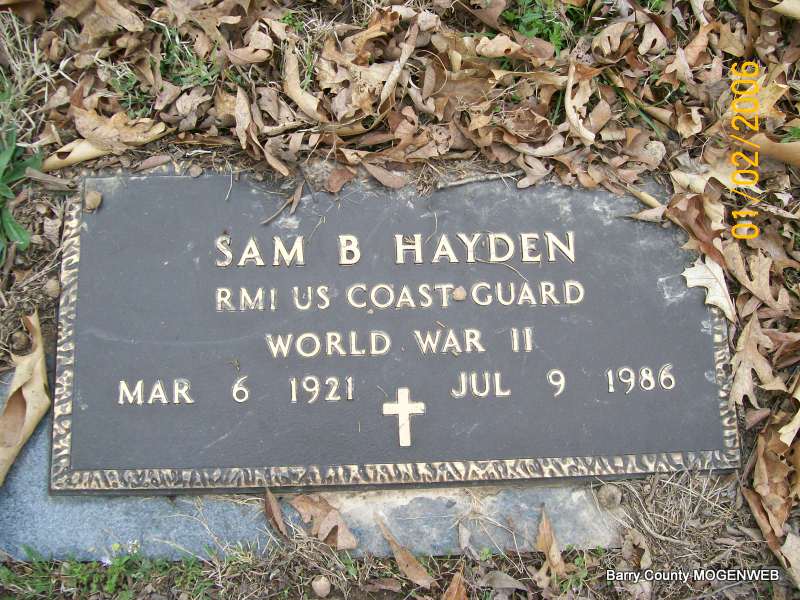 SAM B HAYDEN
RM1 US COAST GUARD
WORLD WAR II
MAR 6 1921 JUL 9 1986
01/02/2006
Barry County MOGENWEB